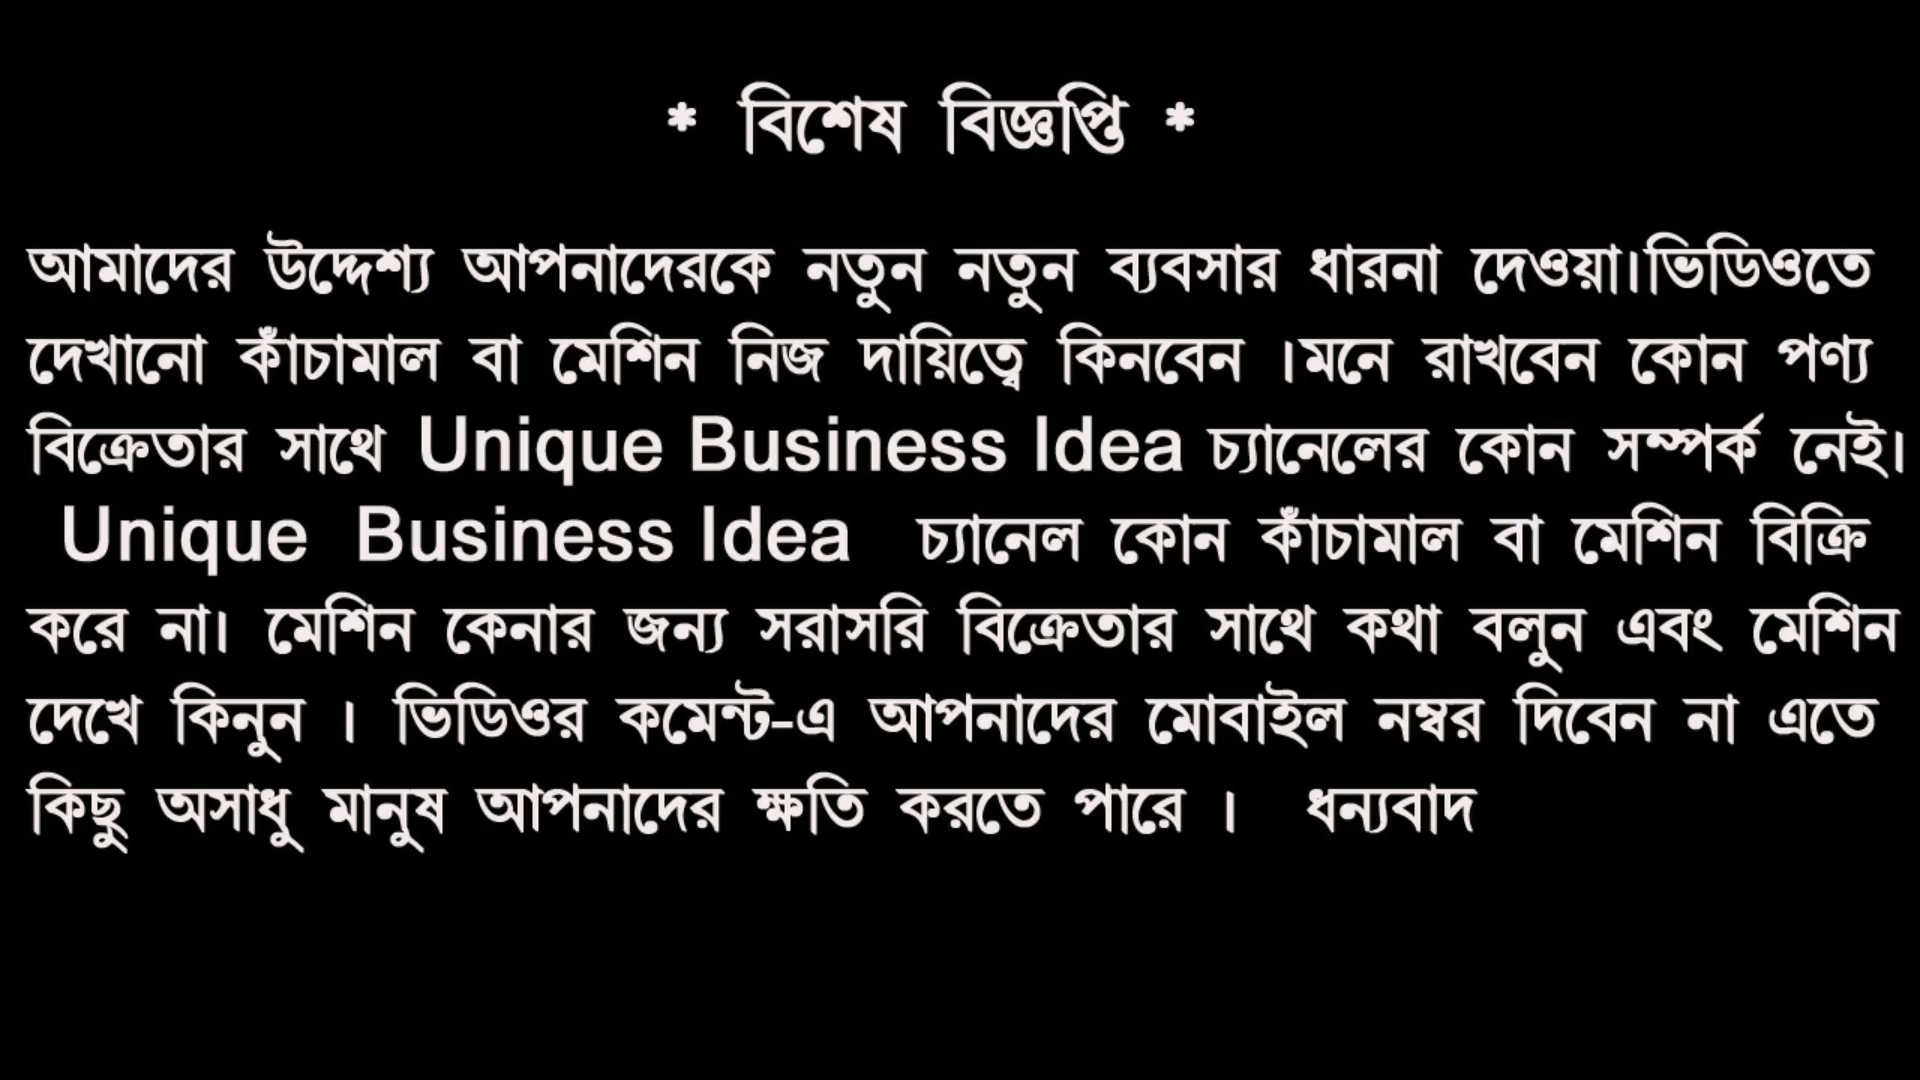 * বিশেষ বিজ্ঞপ্তি *
আমাদের উদ্দেশ্য আপনাদেরকে নতুন নতুন ব্যবসার ধারনা দেওয়া।ভিডিওতে
দেখানো কাঁচামাল বা মেশিন নিজ দায়িত্বে কিনবেন ।মনে রাখবেন কোন পণ্য
বিক্রেতার সাথে Unique Business Idea চ্যানেলের কোন সম্পর্ক নেই।
Unique Business Idea চ্যানেল কোন কাঁচামাল বা মেশিন বিক্রি
করে না। মেশিন কেনার জন্য সরাসরি বিক্রেতার সাথে কথা বলুন এবং মেশিন
দেখে কিনুন । ভিডিওর কমেন্ট-এ আপনাদের মোবাইল নম্বর দিবেন না এতে
কিছু অসাধু মানুষ আপনাদের ক্ষতি করতে পারে । ধন্যবাদ